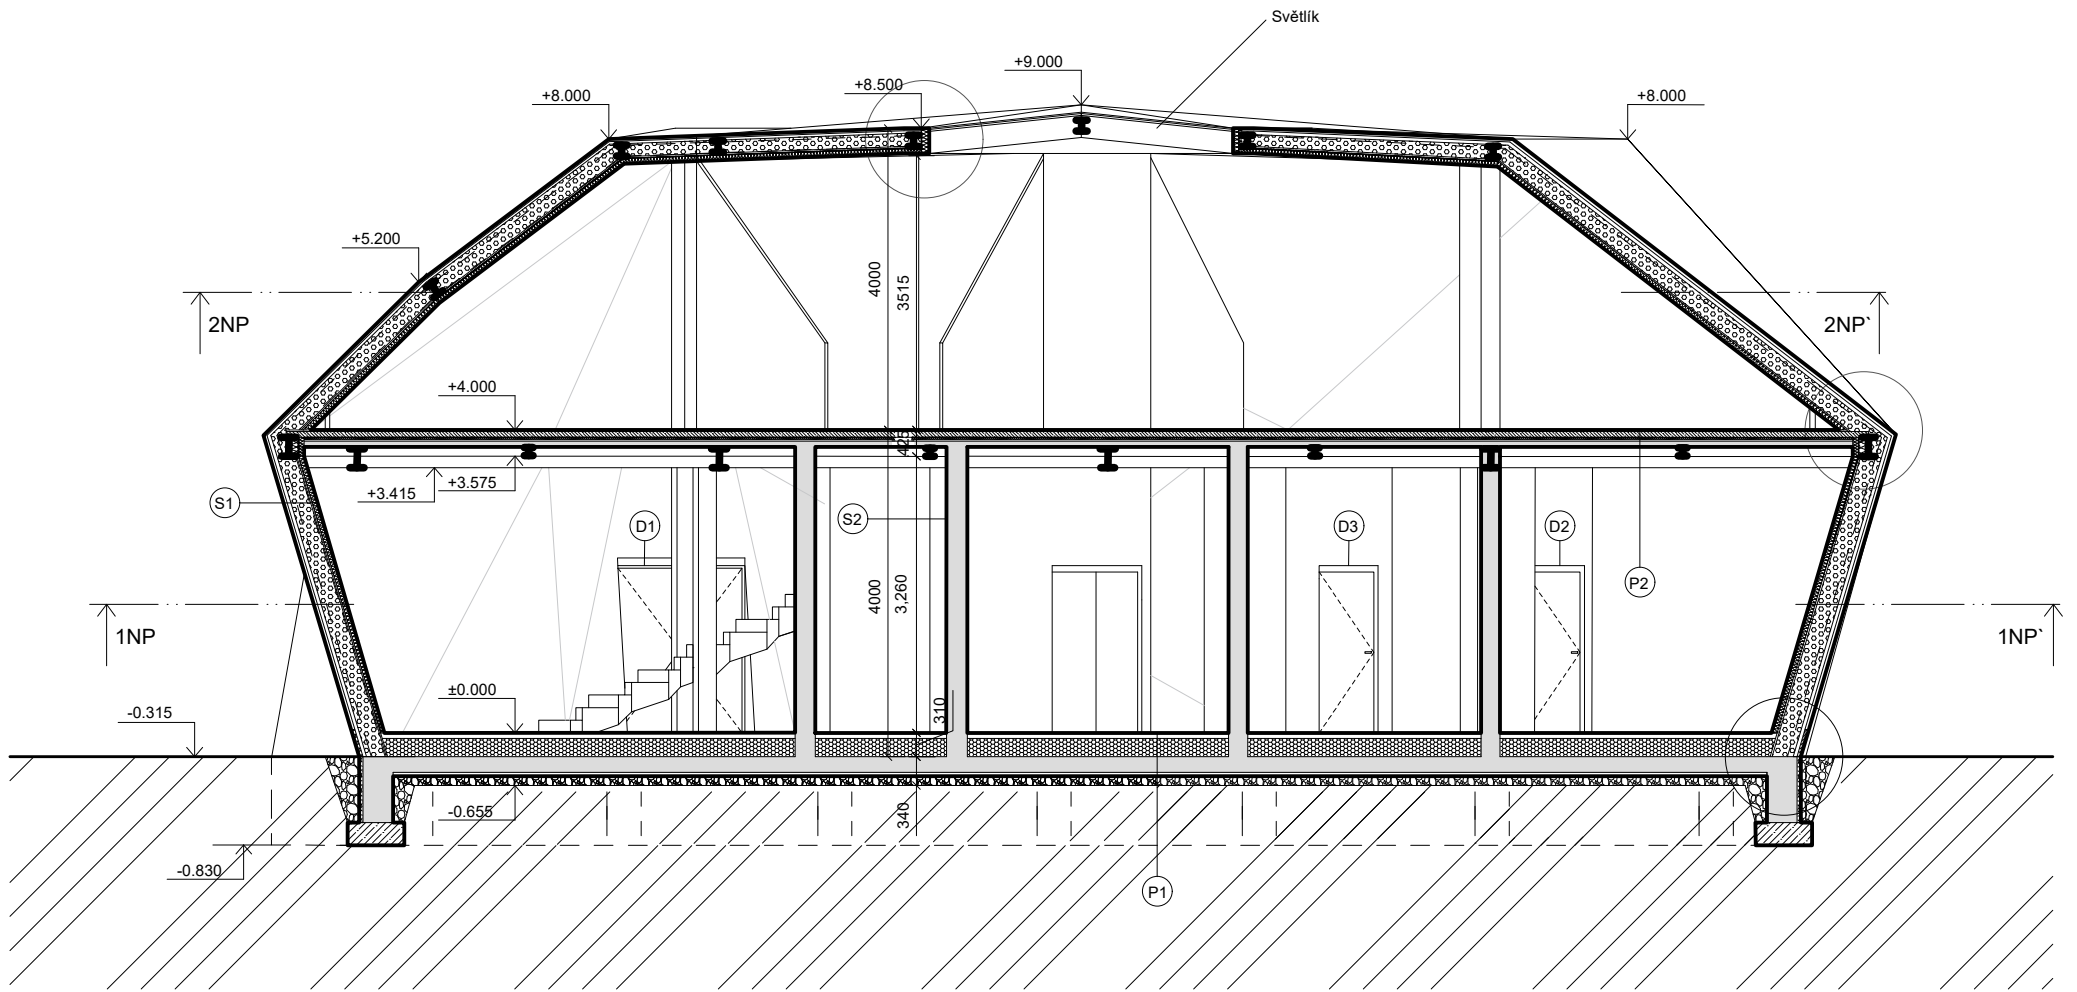 Světlík
+9.000
+8.500
+8.000
+8.000
+5.200
4000
3515
2NP
2NP`
+4.000
425
+3.575
+3.415
S1
S2
D1
D3
D2
P2
4000
3,260
1NP
1NP`
±0.000
310
-0.315
-0.655
340
-0.830
P1